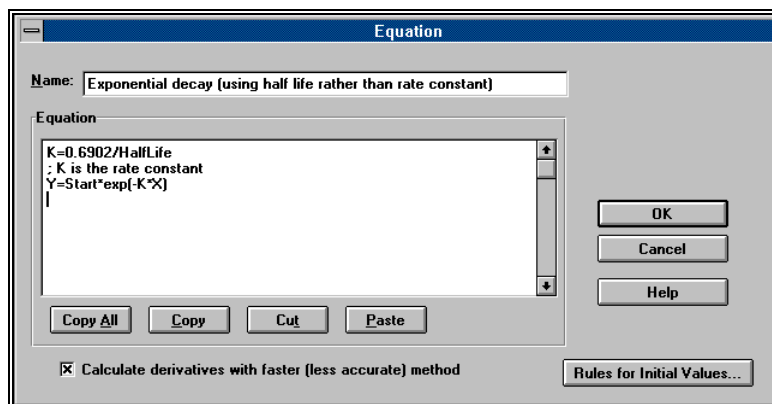 Equation
Name: Exponential decay (using half life rather than rate constant)
Equation
K=0.6902/HalfLife
; K is the rate constant
Y=Start*exp(-K*X)
OK
Cancel
Help
Copy All Copy Cut Paste
Calculate derivatives with faster (less accurate) method
Rules for Initial Values...